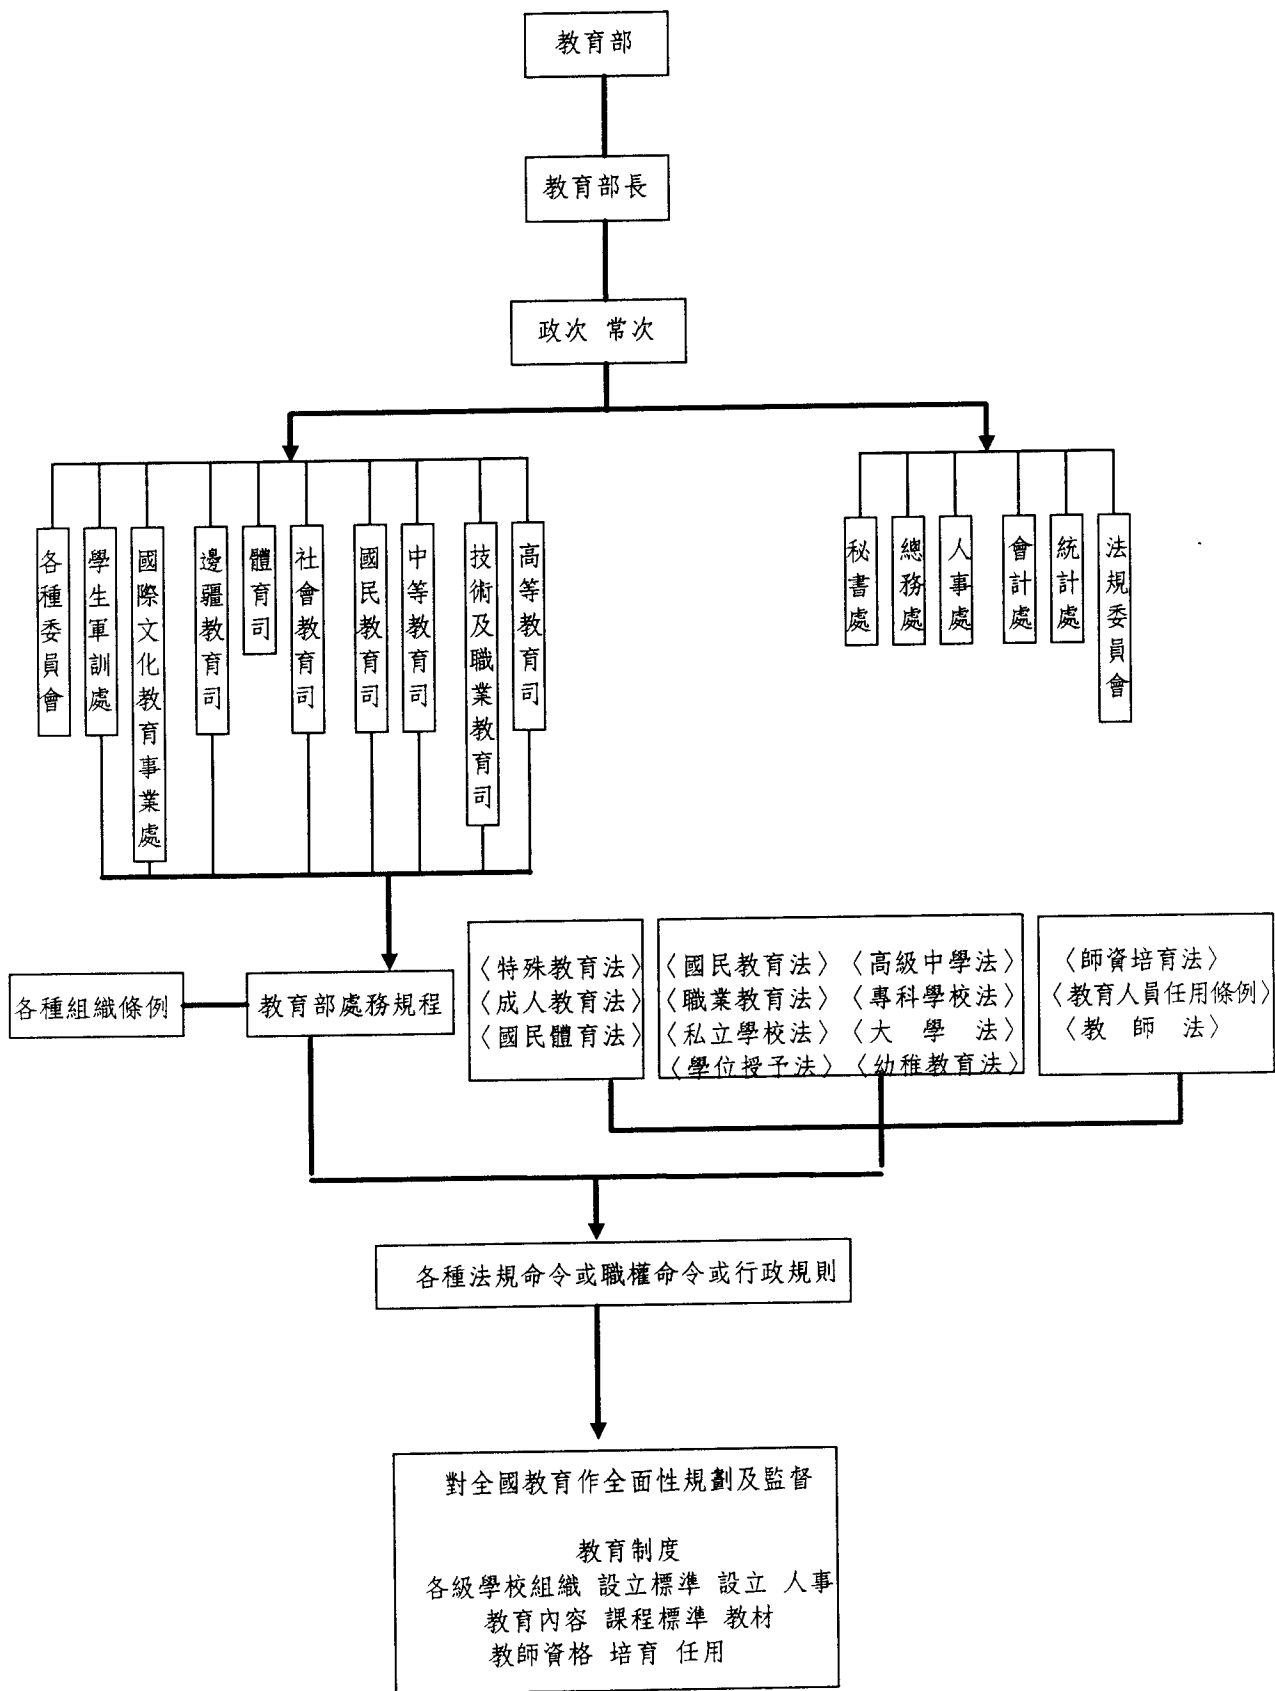 教育部
教育部長
政次 常次
各種委員會
學生軍訓處
國際文化教育事業處
邊疆教育司
體育司
社會教育司
國民教育司
中等教育司
技術及職業教育司
高等教育司
秘書處
總務處
人事處
會計處
統計處
法規委員會
各種組織條例
教育部處務規程
〈特殊教育法〉
〈成人教育法〉
〈國民體育法〉
〈國民教育法〉〈高級中學法〉
〈職業教育法〉〈專科學校法〉
〈私立學校法〉〈大 學 法〉
〈學位授予法〉〈幼稚教育法〉
〈師資培育法〉
〈教育人員任用條例〉
〈教 師 法〉
各種法規命令或職權命令或行政規則
對全國教育作全面性規劃及監督
教育制度
各級學校組織 設立標準 設立 人事
教育內容 課程標準 教材
教師資格 培育 任用